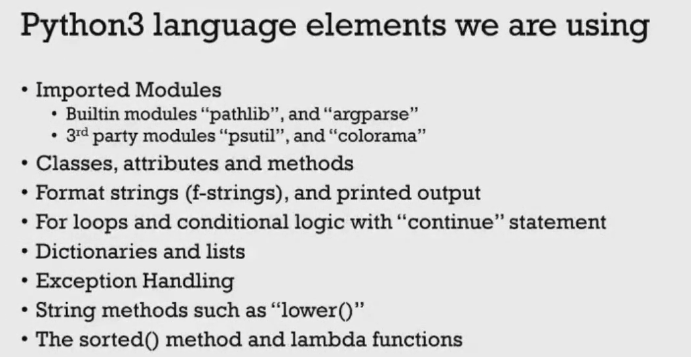 Python3 language elements we are using
• Imported Modules
• Builtin modules “pathlib”, and “argparse”
• 3rd party modules “psutil”, and “colorama”
• Classes, attributes and methods
• Format strings (f-strings), and printed output
• For loops and conditional logic with “continue” statement
• Dictionaries and lists
• Exception Handling
• String methods such as “lower()”
• The sorted() method and lambda functions